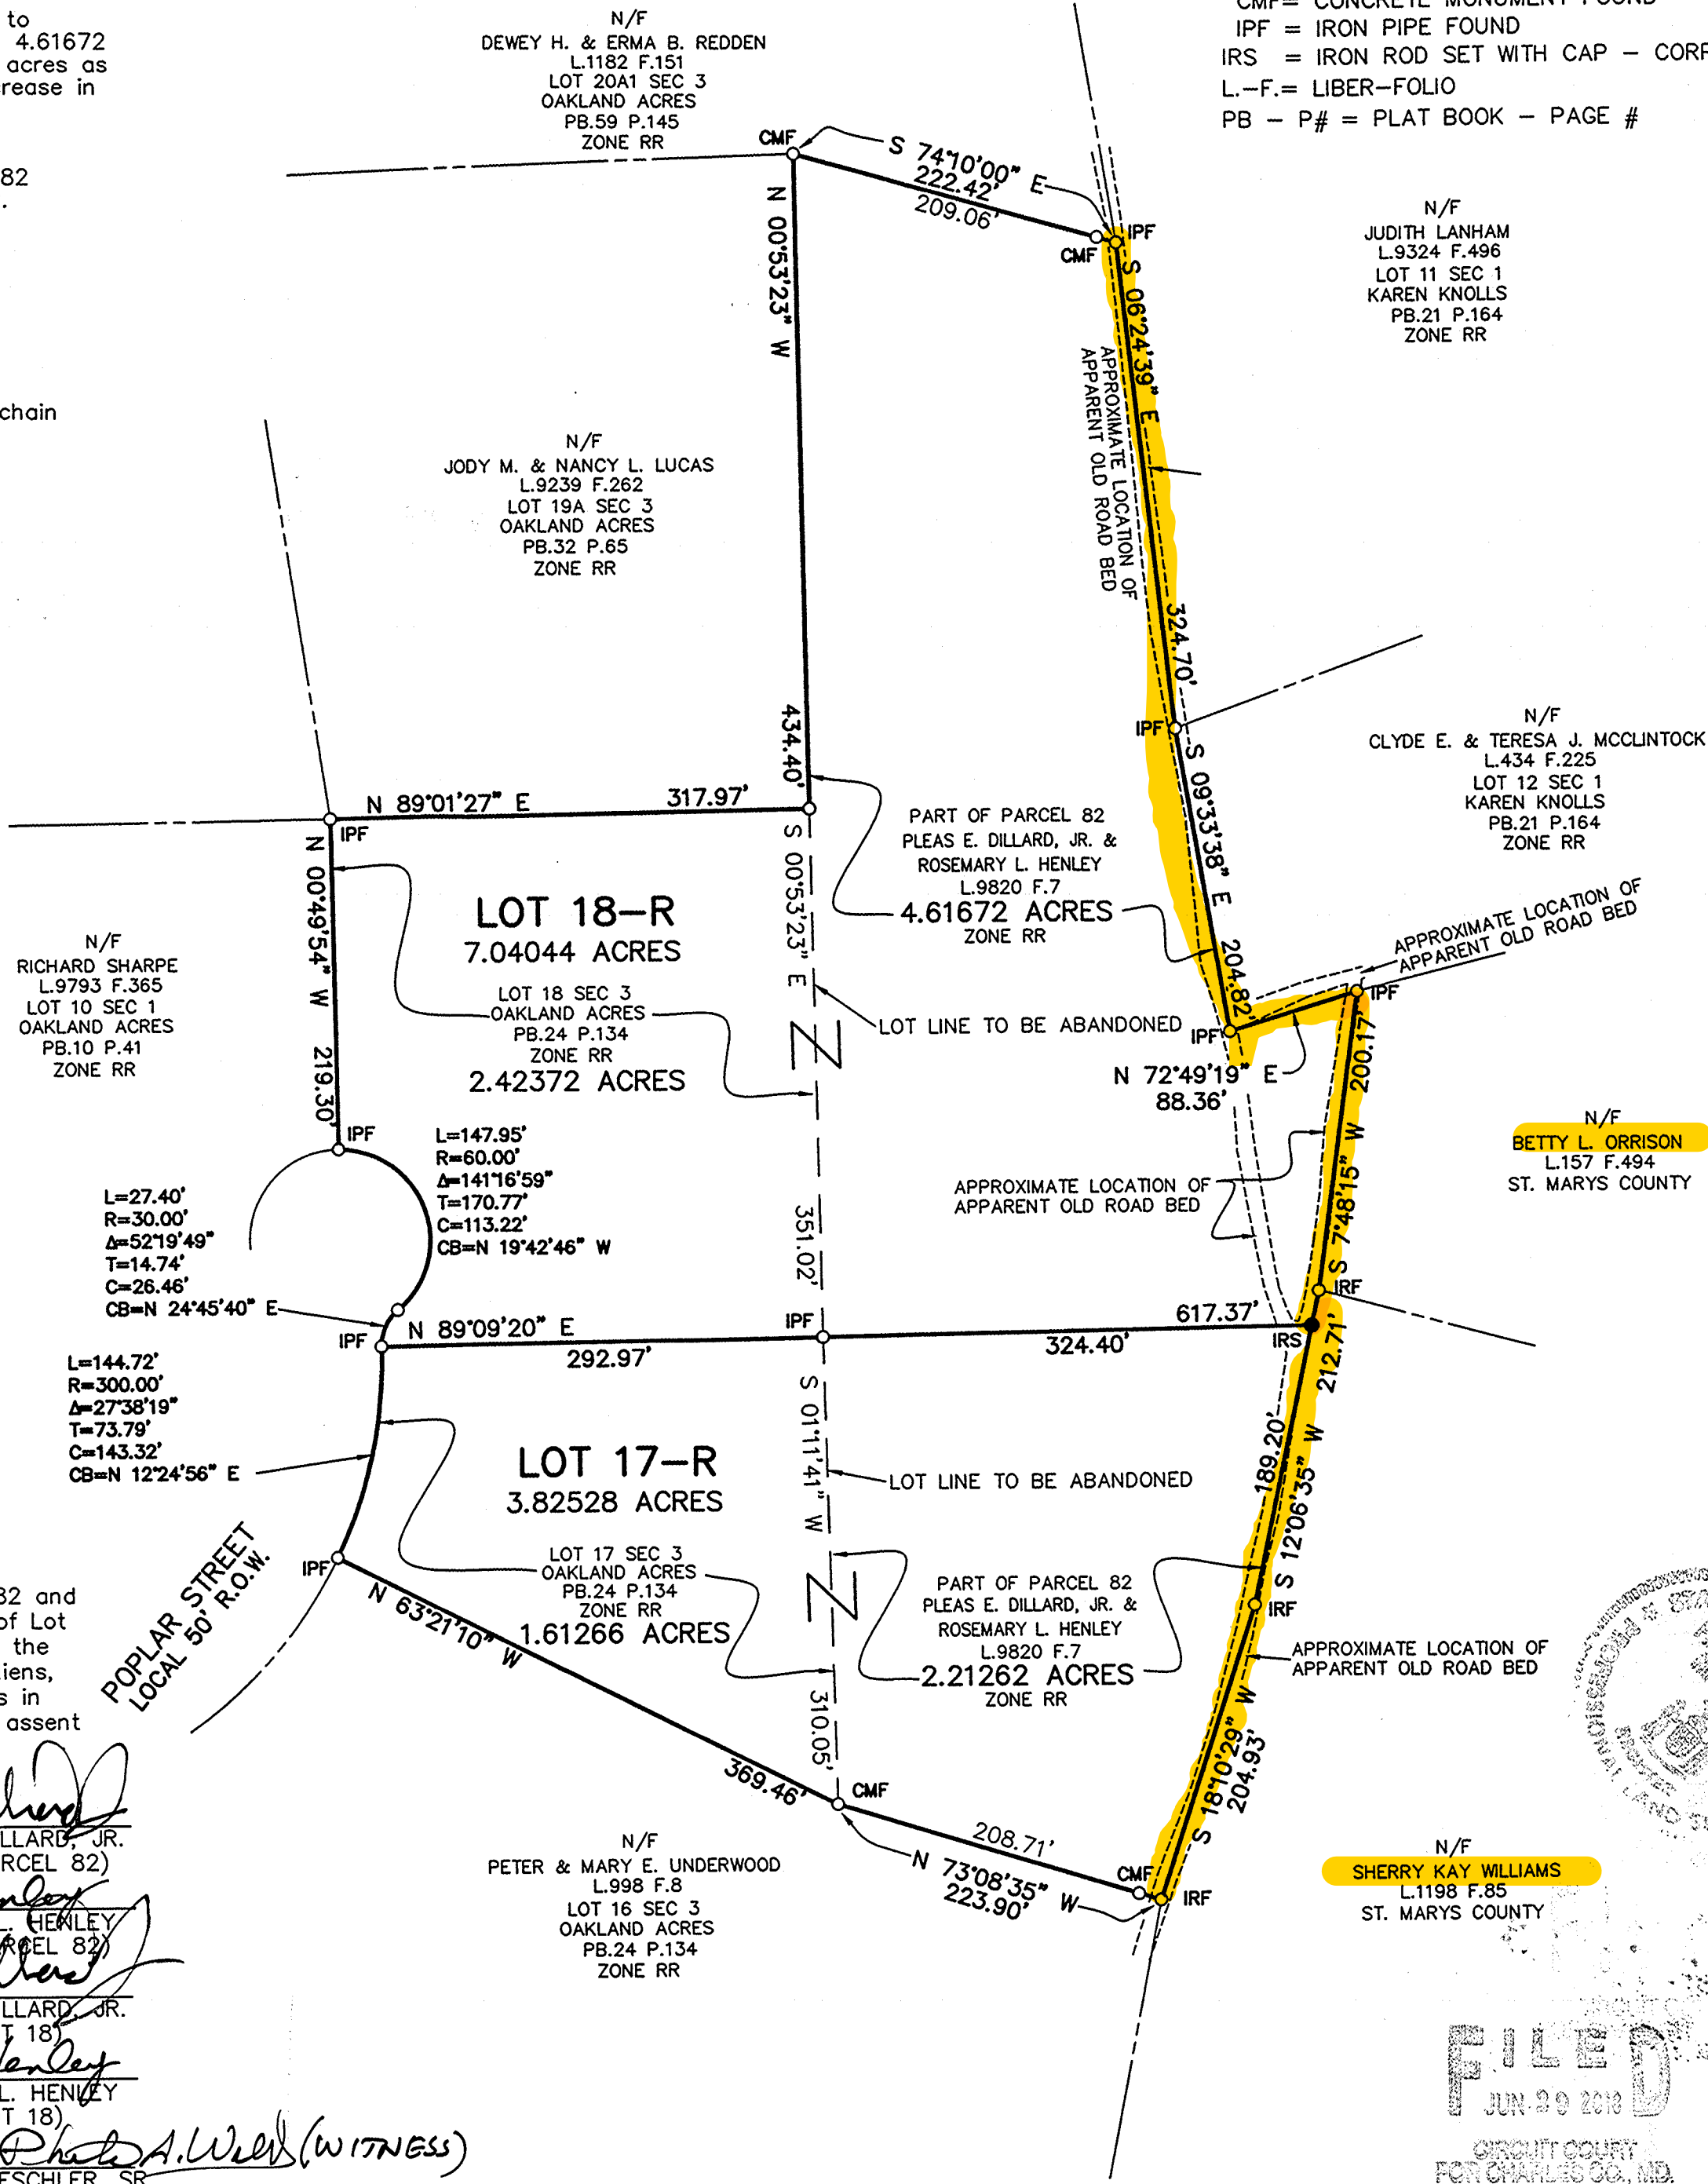 to
4.61672
acres as
rease in
82
.
chain
CMF= CONCRETE MONUMENT FOUND
IPF = IRON PIPE FOUND
IRS = IRON ROD SET WITH CAP – CORP
L.–F.= LIBER–FOLIO
PB – P# = PLAT BOOK – PAGE #
N/F
DEWEY H. & ERMA B. REDDEN
L.1182 F.151
LOT 20A1 SEC 3
OAKLAND ACRES
PB.59 P.145
ZONE RR
CMF
S 74°10'00" E
222.42'
209.06'
IPF
CMF
N 00°53'23" W
434.40'
S 06°24'39" E
324.70'
APPROXIMATE LOCATION OF
APPARENT OLD ROAD BED
N/F
JUDITH LANHAM
L.9324 F.496
LOT 11 SEC 1
KAREN KNOLLS
PB.21 P.164
ZONE RR
N/F
JODY M. & NANCY L. LUCAS
L.9239 F.262
LOT 19A SEC 3
OAKLAND ACRES
PB.32 P.65
ZONE RR
IPF
S 09°33'38" E
204.82'
N/F
CLYDE E. & TERESA J. MCCLINTOCK
L.434 F.225
LOT 12 SEC 1
KAREN KNOLLS
PB.21 P.164
ZONE RR
N 89°01'27" E
317.97'
IPF
N 00°49'54" W
219.30'
S 00°53'23" E
351.02'
PART OF PARCEL 82
PLEAS E. DILLARD, JR. &
ROSEMARY L. HENLEY
L.9820 F.7
4.61672 ACRES
ZONE RR
LOT 18–R
7.04044 ACRES
LOT 18 SEC 3
OAKLAND ACRES
PB.24 P.134
ZONE RR
2.42372 ACRES
LOT LINE TO BE ABANDONED
Z
N/F
RICHARD SHARPE
L.9793 F.365
LOT 10 SEC 1
OAKLAND ACRES
PB.10 P.41
ZONE RR
APPROXIMATE LOCATION OF
APPARENT OLD ROAD BED
IPF
IPF
N 72°49'19" E
88.36'
200.17'
S 7°48'15" W
N/F
BETTY L. ORRISON
L.157 F.494
ST. MARYS COUNTY
IPF
L=147.95'
R=60.00'
Δ=141°16'59"
T=170.77'
C=113.22'
CB=N 19°42'46" W
L=27.40'
R=30.00'
Δ=52°19'49"
T=14.74'
C=26.46'
CB=N 24°45'40" E
APPROXIMATE LOCATION OF
APPARENT OLD ROAD BED
IRF
IPF
N 89°09'20" E
292.97'
IPF
617.37'
324.40'
IRS
212.71'
L=144.72'
R=300.00'
Δ=27°38'19"
T=73.79'
C=143.32'
CB=N 12°24'56" E
S 01°11'41" W
310.05'
189.20'
S 12°06'35" W
LOT 17–R
3.82528 ACRES
LOT 17 SEC 3
OAKLAND ACRES
PB.24 P.134
ZONE RR
1.61266 ACRES
LOT LINE TO BE ABANDONED
Z
PART OF PARCEL 82
PLEAS E. DILLARD, JR. &
ROSEMARY L. HENLEY
L.9820 F.7
2.21262 ACRES
ZONE RR
IRF
APPROXIMATE LOCATION OF
APPARENT OLD ROAD BED
IPF
POPLAR STREET
LOCAL 50' R.O.W.
N 63°21'10" W
369.46'
CMF
208.71'
N 73°08'35" W
223.90'
CMF
IRF
S 18°10'29" W
204.93'
N/F
PETER & MARY E. UNDERWOOD
L.998 F.8
LOT 16 SEC 3
OAKLAND ACRES
PB.24 P.134
ZONE RR
N/F
SHERRY KAY WILLIAMS
L.1198 F.85
ST. MARYS COUNTY
82 and
of Lot
the
iens,
s in
assent
LLARD, JR.
RCEL 82)
L. HENLEY
RCEL 82)
LLARD, JR.
T 18)
L. HENLEY
T 18)
(WITNESS)
ESCHLER, SR
FILED
JUN 29 2018
CIRCUIT COURT
FOR CHARLES CO., MD.